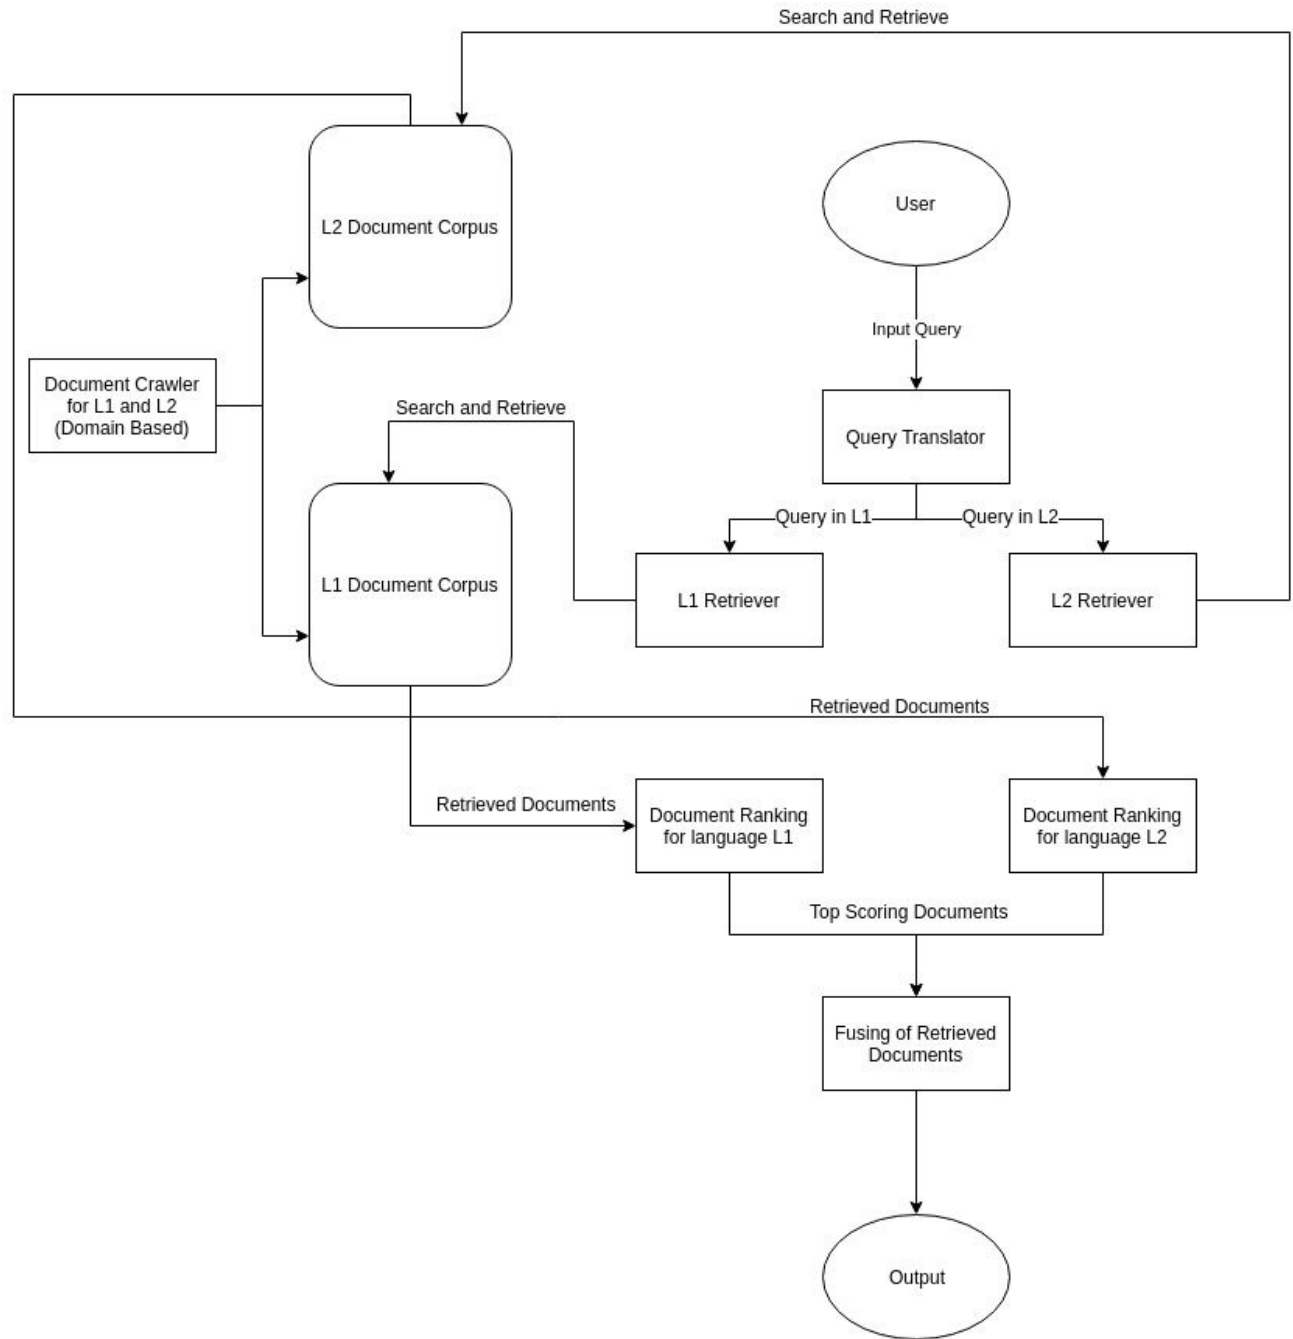 Search and Retrieve
L2 Document Corpus
User
Input Query
Document Crawler
for L1 and L2
(Domain Based)
Search and Retrieve
Query Translator
Query in L1
Query in L2
L1 Document Corpus
L1 Retriever
L2 Retriever
Retrieved Documents
Retrieved Documents
Document Ranking
for language L1
Document Ranking
for language L2
Top Scoring Documents
Fusing of Retrieved
Documents
Output